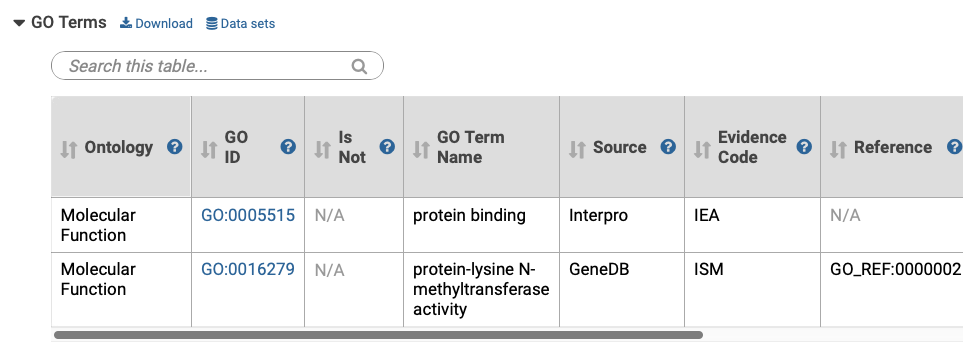 GO Terms Download Data sets
Search this table...
Ontology ? GO ID ? Is Not ? GO Term Name Source ? Evidence Code ? Reference ?
Molecular Function GO:0005515 N/A protein binding Interpro IEA N/A
Molecular Function GO:0016279 N/A protein-lysine N-methyltransferase activity GeneDB ISM GO_REF:0000002